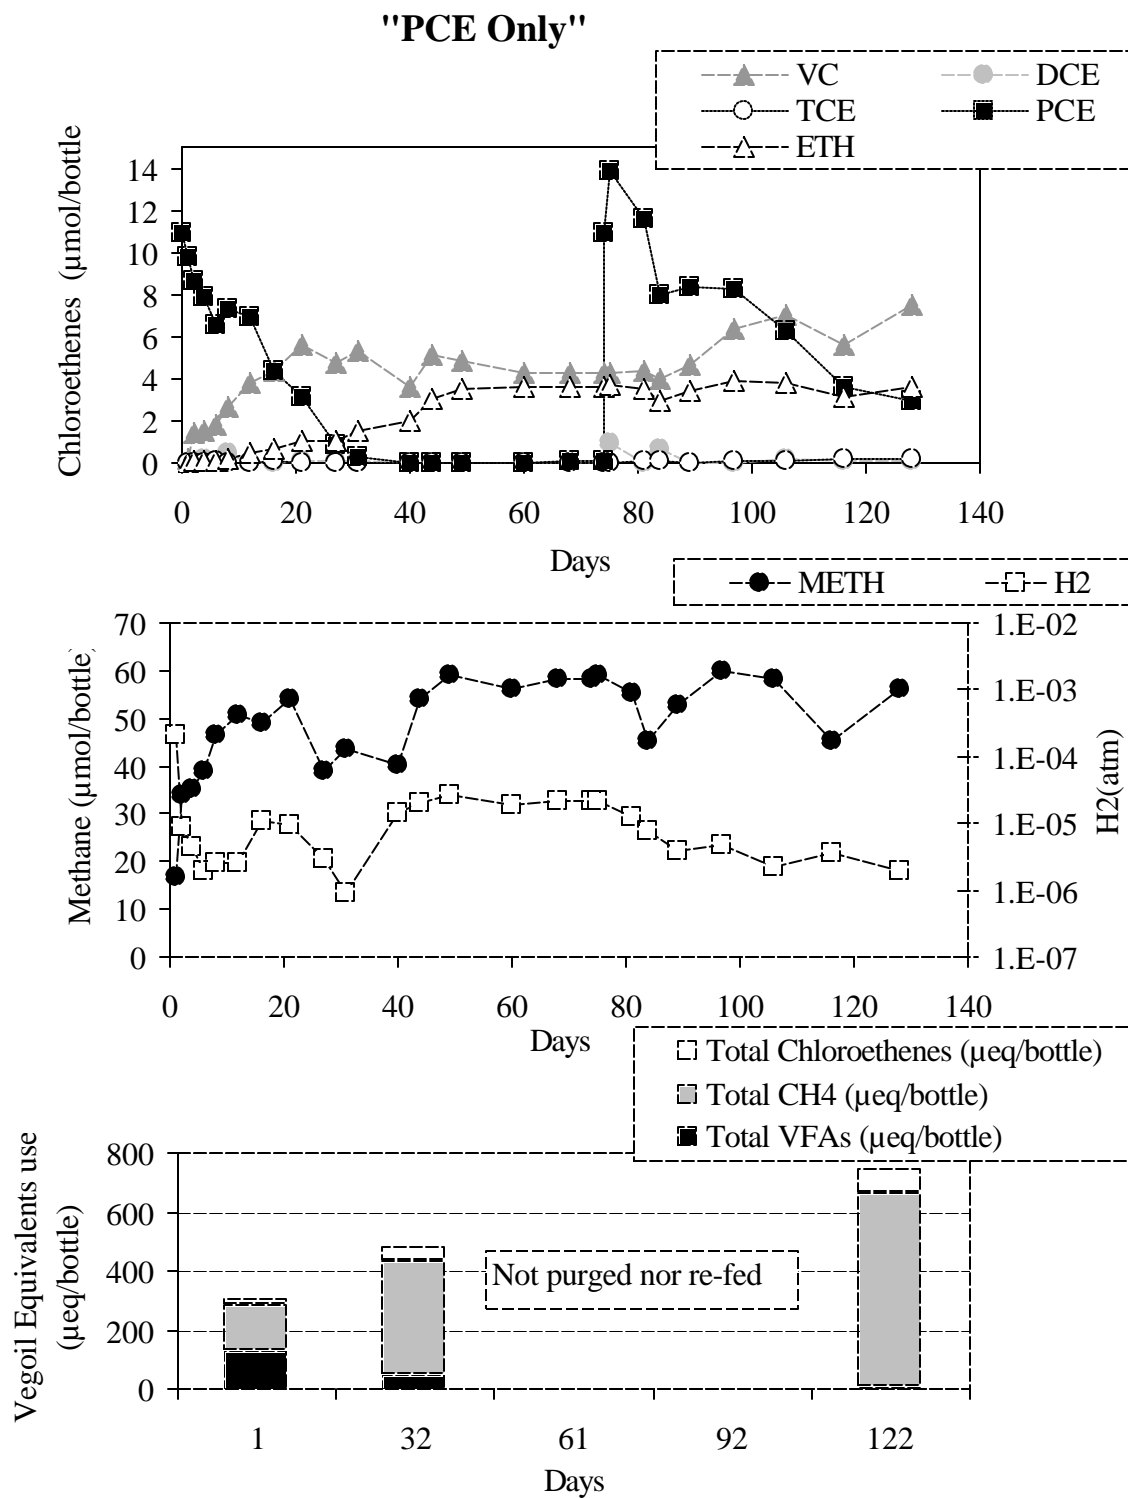 "PCE Only"
VC DCE
TCE PCE
ETH
Chloroethenes (µmol/bottle
14
12
10
8
6
4
2
0
0 20 40 60 80 100 120 140
Days
METH H2
Methane (µmol/bottle)
70
60
50
40
30
20
10
0
1.E-02
1.E-03
1.E-04
1.E-05
1.E-06
1.E-07
H2(atm)
0 20 40 60 80 100 120 140
Days
Total Chloroethenes (µeq/bottle)
Total CH4 (µeq/bottle)
Total VFAs (µeq/bottle)
Vegoil Equivalents use
(µeq/bottle)
800
600
400
200
0
Not purged nor re-fed
1 32 61 92 122
Days